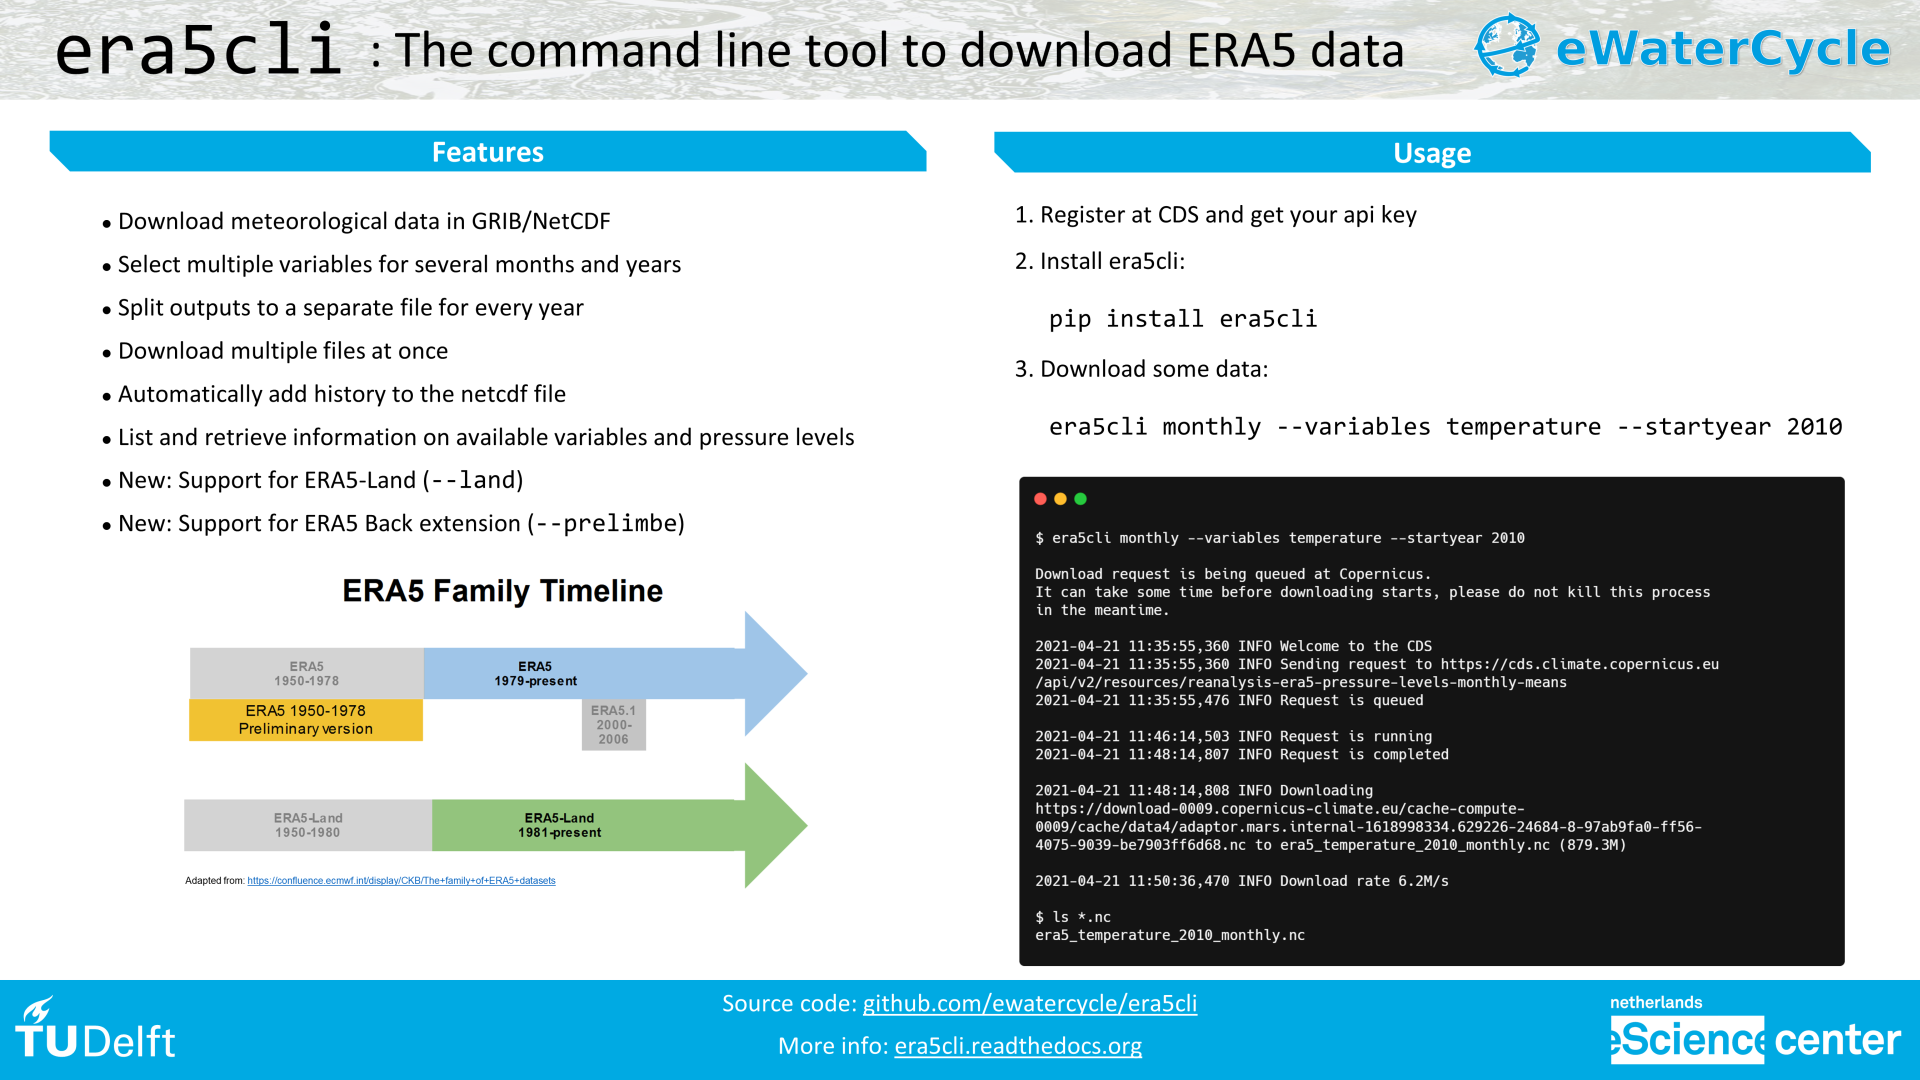 era5cli : The command line tool to download ERA5 data
eWaterCycle
Features
• Download meteorological data in GRIB/NetCDF
• Select multiple variables for several months and years
• Split outputs to a separate file for every year
• Download multiple files at once
• Automatically add history to the netcdf file
• List and retrieve information on available variables and pressure levels
• New: Support for ERA5-Land (--land)
• New: Support for ERA5 Back extension (--prelimbe)
ERA5 Family Timeline
ERA5
1950-1978
ERA5
1979-present
ERA5 1950-1978
Preliminary version
ERA5.1
2000-
2006
ERA5-Land
1950-1980
ERA5-Land
1981-present
Adapted from: https://confluence.ecmwf.int/display/CKB/The+family+of+ERA5+datasets
Usage
1. Register at CDS and get your api key
2. Install era5cli:
pip install era5cli
3. Download some data:
era5cli monthly --variables temperature --startyear 2010
$ era5cli monthly --variables temperature --startyear 2010
Download request is being queued at Copernicus.
It can take some time before downloading starts, please do not kill this process
in the meantime.
2021-04-21 11:35:55,360 INFO Welcome to the CDS
2021-04-21 11:35:55,360 INFO Sending request to https://cds.climate.copernicus.eu
/api/v2/resources/reanalysis-era5-pressure-levels-monthly-means
2021-04-21 11:35:55,476 INFO Request is queued
2021-04-21 11:46:14,503 INFO Request is running
2021-04-21 11:48:14,807 INFO Request is completed
2021-04-21 11:48:14,808 INFO Downloading
https://download-0009.copernicus-climate.eu/cache-compute-
0009/cache/data4/adaptor.mars.internal-1618998334.629226-24684-8-97ab9fa0-ff56-
4075-9039-be7903ff6d68.nc to era5_temperature_2010_monthly.nc (879.3M)
2021-04-21 11:50:36,470 INFO Download rate 6.2M/s
$ ls *.nc
era5_temperature_2010_monthly.nc
TUDelft
Source code: github.com/ewatercycle/era5cli
More info: era5cli.readthedocs.org
netherlands
eScience center